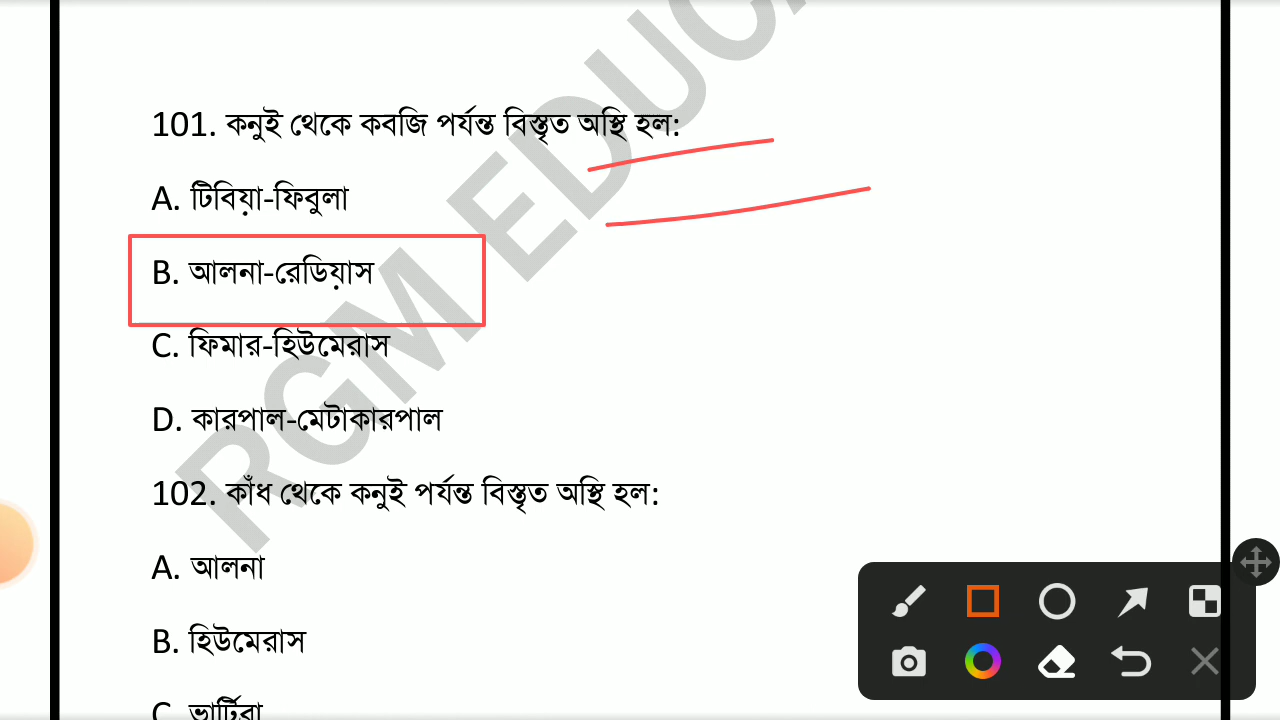 101. কনুই থেকে কবজি পর্যন্ত বিস্তৃত অস্থি হল:
A. টিবিয়া-ফিবুলা
B. আলনা-রেডিয়াস
C. ফিমার-হিউমেরাস
D. কারপাল-মেটাকারপাল
102. কাঁধ থেকে কনুই পর্যন্ত বিস্তৃত অস্থি হল:
A. আলনা
B. হিউমেরাস
C.
RGM EDUCA